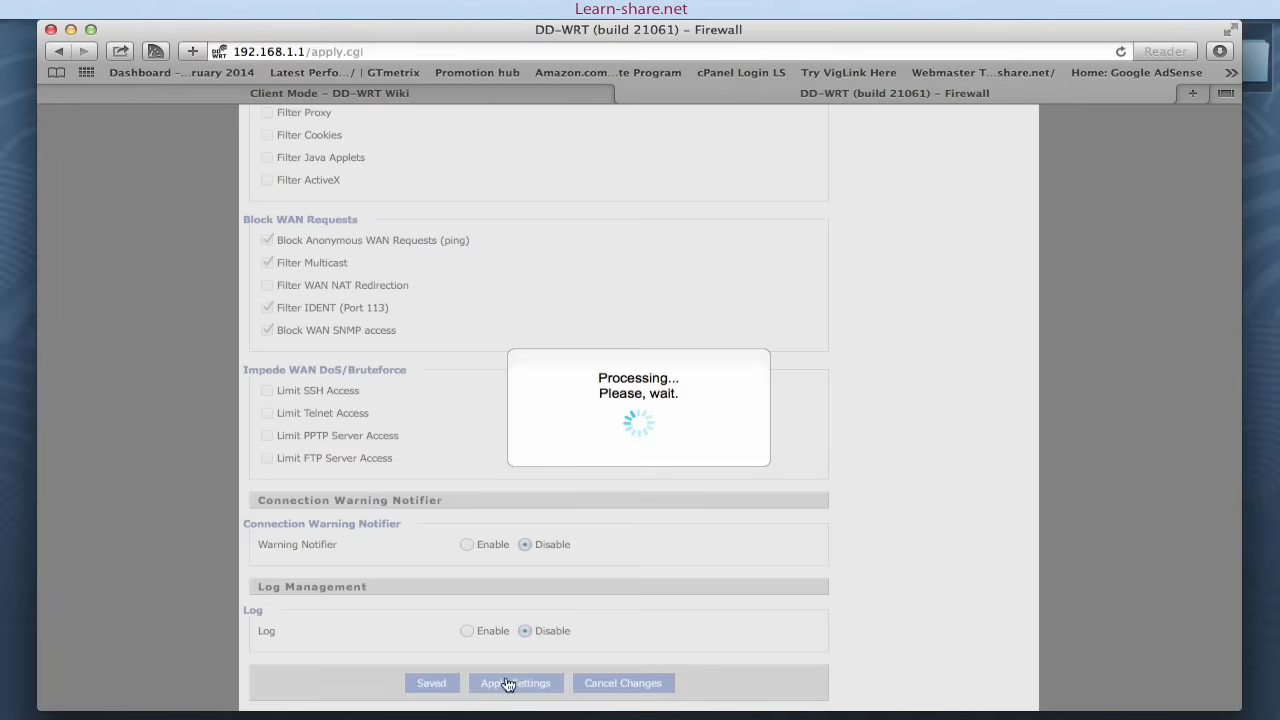 Learn-share.net
DD-WRT (build 21061) – Firewall
192.168.1.1/apply.cgi
Reader
Dashboard –...ruary 2014
Latest Perfo.../ | GTmetrix
Promotion hub
Amazon.com...te Program
cPanel Login LS
Try VigLink Here
Webmaster T...share.net/
Home: Google AdSense
Client Mode – DD-WRT Wiki
DD-WRT (build 21061) – Firewall
Filter Proxy
Filter Cookies
Filter Java Applets
Filter ActiveX
Block WAN Requests
Block Anonymous WAN Requests (ping)
Filter Multicast
Filter WAN NAT Redirection
Filter IDENT (Port 113)
Block WAN SNMP access
Impede WAN DoS/Bruteforce
Limit SSH Access
Limit Telnet Access
Limit PPTP Server Access
Limit FTP Server Access
Processing...
Please, wait.
Connection Warning Notifier
Connection Warning Notifier
Warning Notifier Enable Disable
Log Management
Log
Log Enable Disable
Saved Apply Settings Cancel Changes